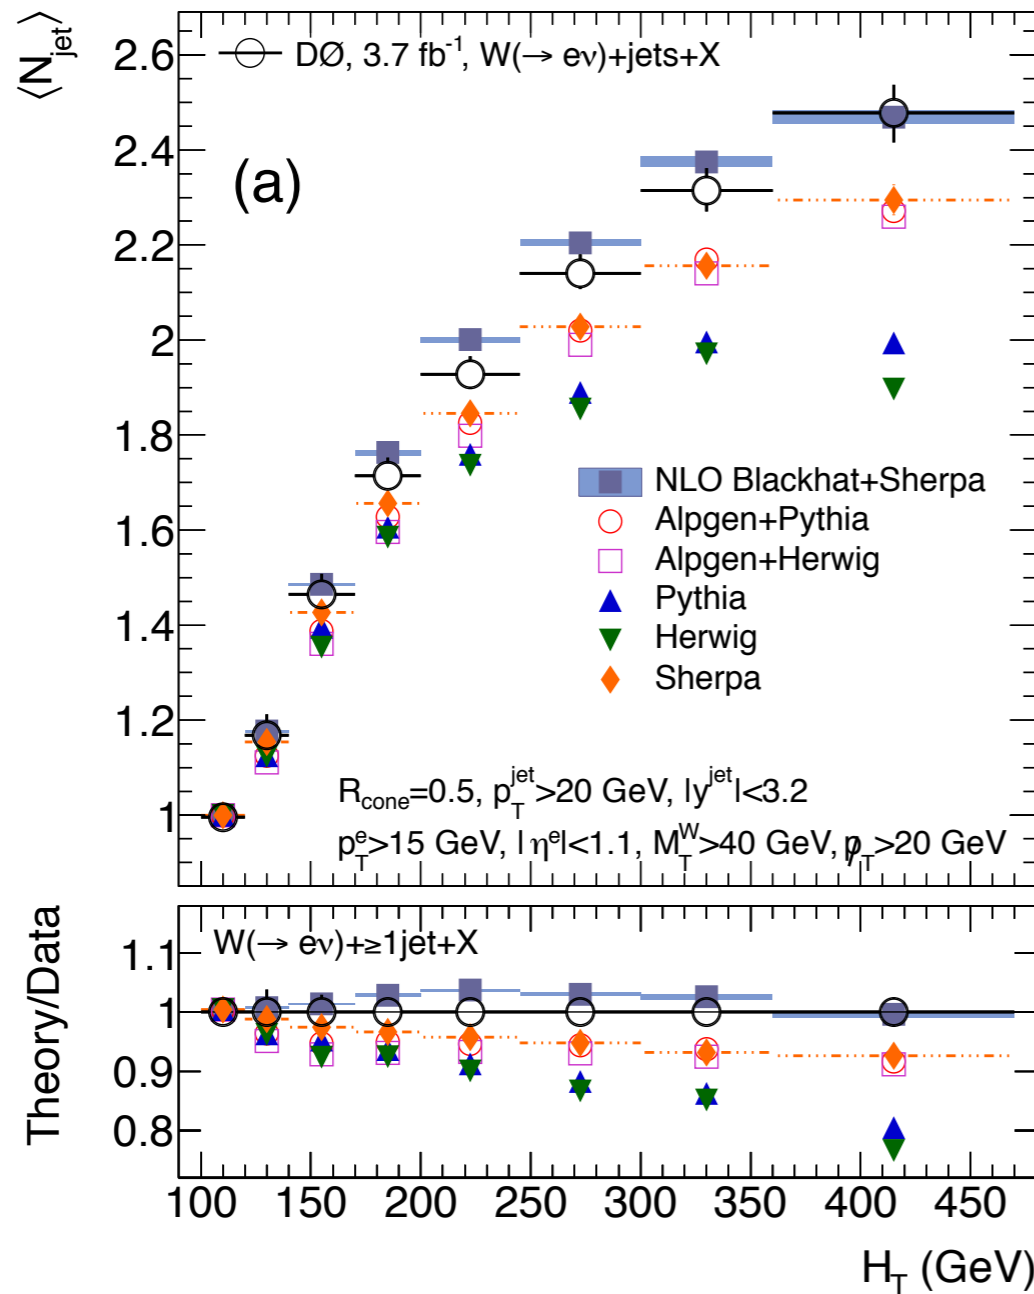 ⟨N_jet⟩
2.6
2.4
2.2
2
1.8
1.6
1.4
1.2
1
DØ, 3.7 fb⁻¹, W(→ eν)+jets+X
(a)
NLO Blackhat+Sherpa
Alpgen+Pythia
Alpgen+Herwig
Pythia
Herwig
Sherpa
R_cone=0.5, p_T^jet>20 GeV, |y^jet|<3.2
p_T^e>15 GeV, |η^e|<1.1, M_T^W>40 GeV, p̸_T>20 GeV
Theory/Data
1.1
1
0.9
0.8
W(→ eν)+≥1jet+X
100 150 200 250 300 350 400 450
H_T (GeV)